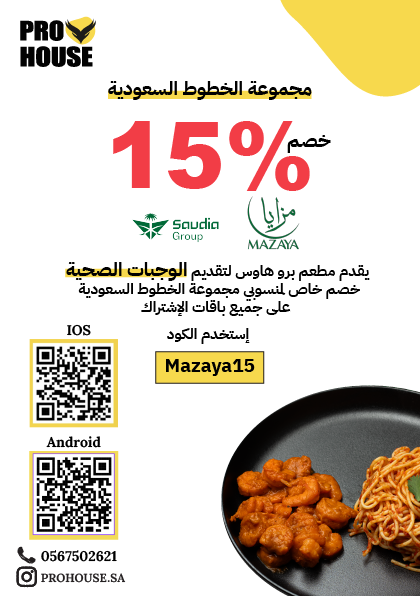 PRO
HOUSE
مجموعة الخطوط السعودية
خصم
15%
Saudia
Group
مزايا
MAZAYA
يقدم مطعم برو هاوس لتقديم الوجبات الصحية
خصم خاص لمنسوبي مجموعة الخطوط السعودية
على جميع باقات الإشتراك
إستخدم الكود
Mazaya15
IOS
Android
0567502621
PROHOUSE.SA